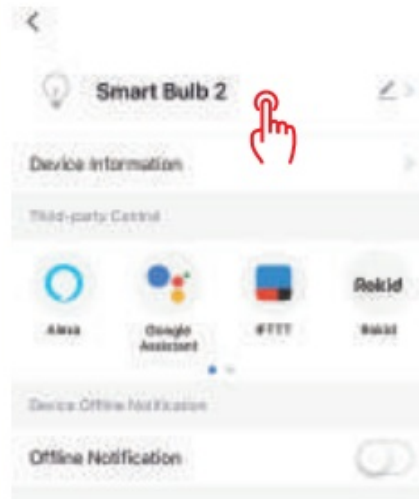 Smart Bulb 2
Device Information
Third-party Control
Rokid
Alexa
Google
Assistant
IFTTT
Rokid
Device Offline Notification
Offline Notification